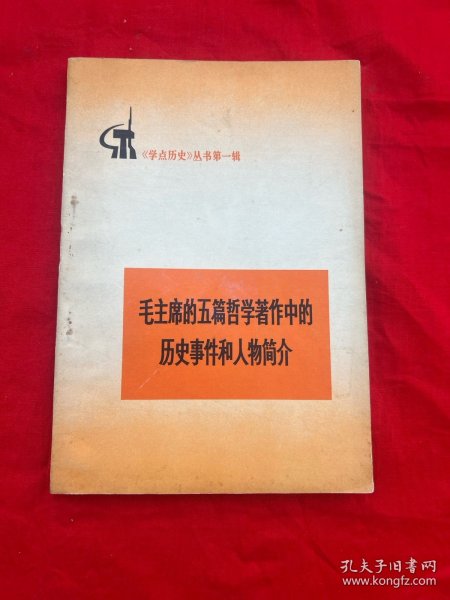 《学点历史》丛书第一辑
毛主席的五篇哲学著作中的
历史事件和人物简介
孔夫子旧书网
www.kongfz.com